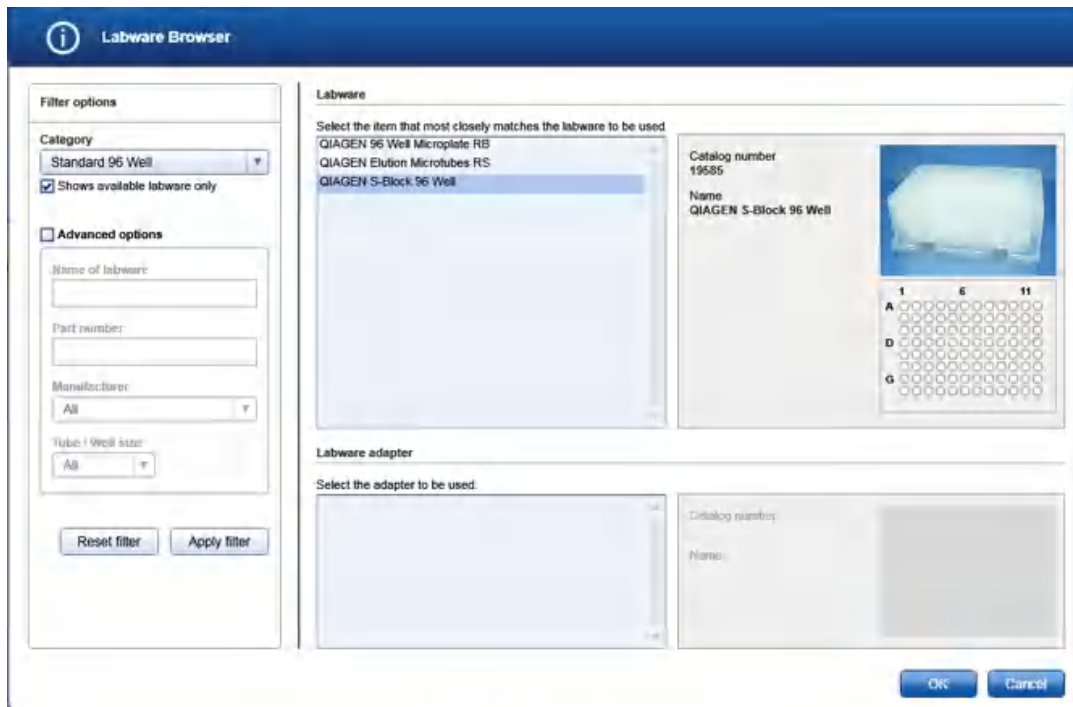 Labware Browser
Filter options
Category
Standard 96 Well
Shows available labware only
Advanced options
Name of labware
Part number
Manufacturer
All
Tube / Well size
All
Reset filter
Apply filter
Labware
Select the item that most closely matches the labware to be used
QIAGEN 96 Well Microplate RB
QIAGEN Elution Microtubes RS
QIAGEN S-Block 96 Well
Catalog number
19585
Name
QIAGEN S-Block 96 Well
1 6 11
A
D
G
Labware adapter
Select the adapter to be used.
Catalog number
Name
OK
Cancel